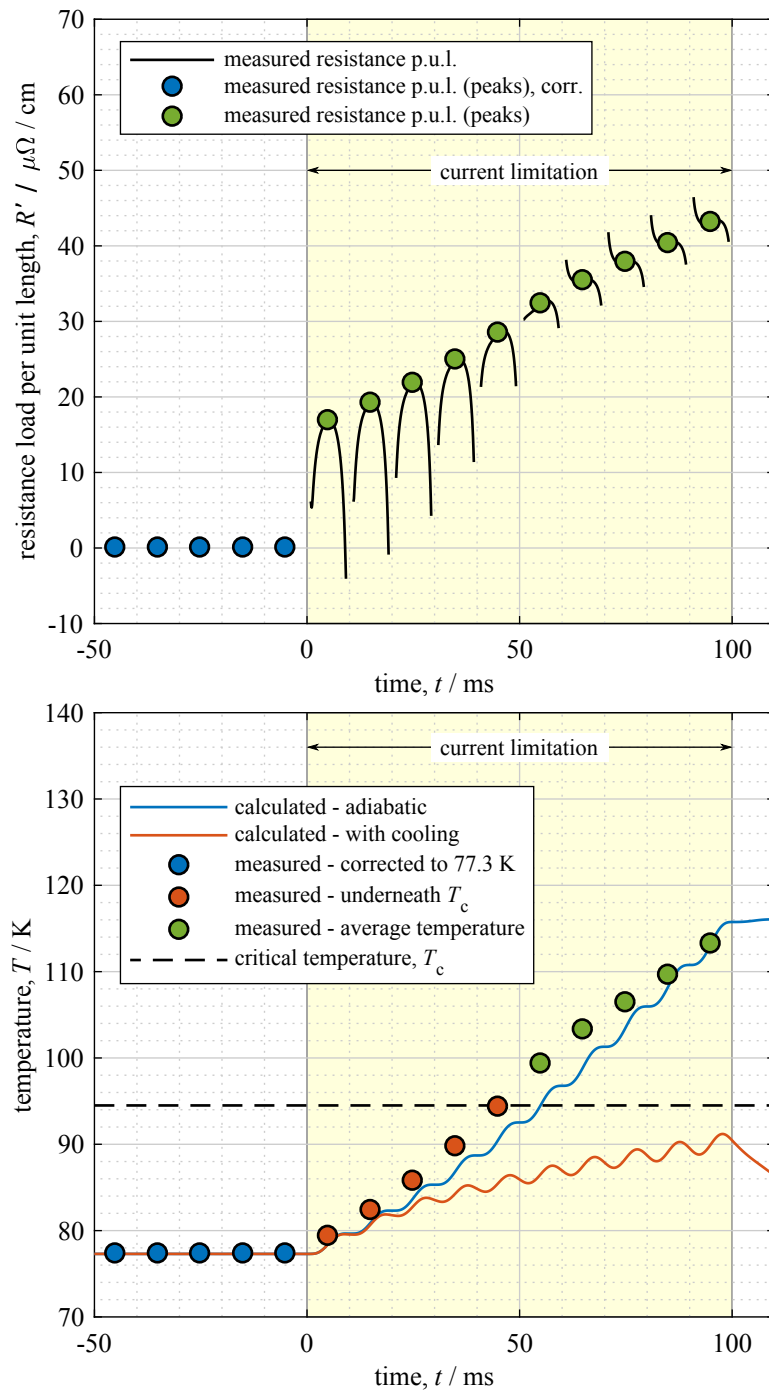 70
60
50
40
30
20
10
0
-10
resistance load per unit length, R′ / μΩ / cm
measured resistance p.u.l.
measured resistance p.u.l. (peaks), corr.
measured resistance p.u.l. (peaks)
current limitation
-50 0 50 100
time, t / ms
140
130
120
110
100
90
80
70
temperature, T / K
current limitation
calculated - adiabatic
calculated - with cooling
measured - corrected to 77.3 K
measured - underneath Tc
measured - average temperature
critical temperature, Tc
-50 0 50 100
time, t / ms